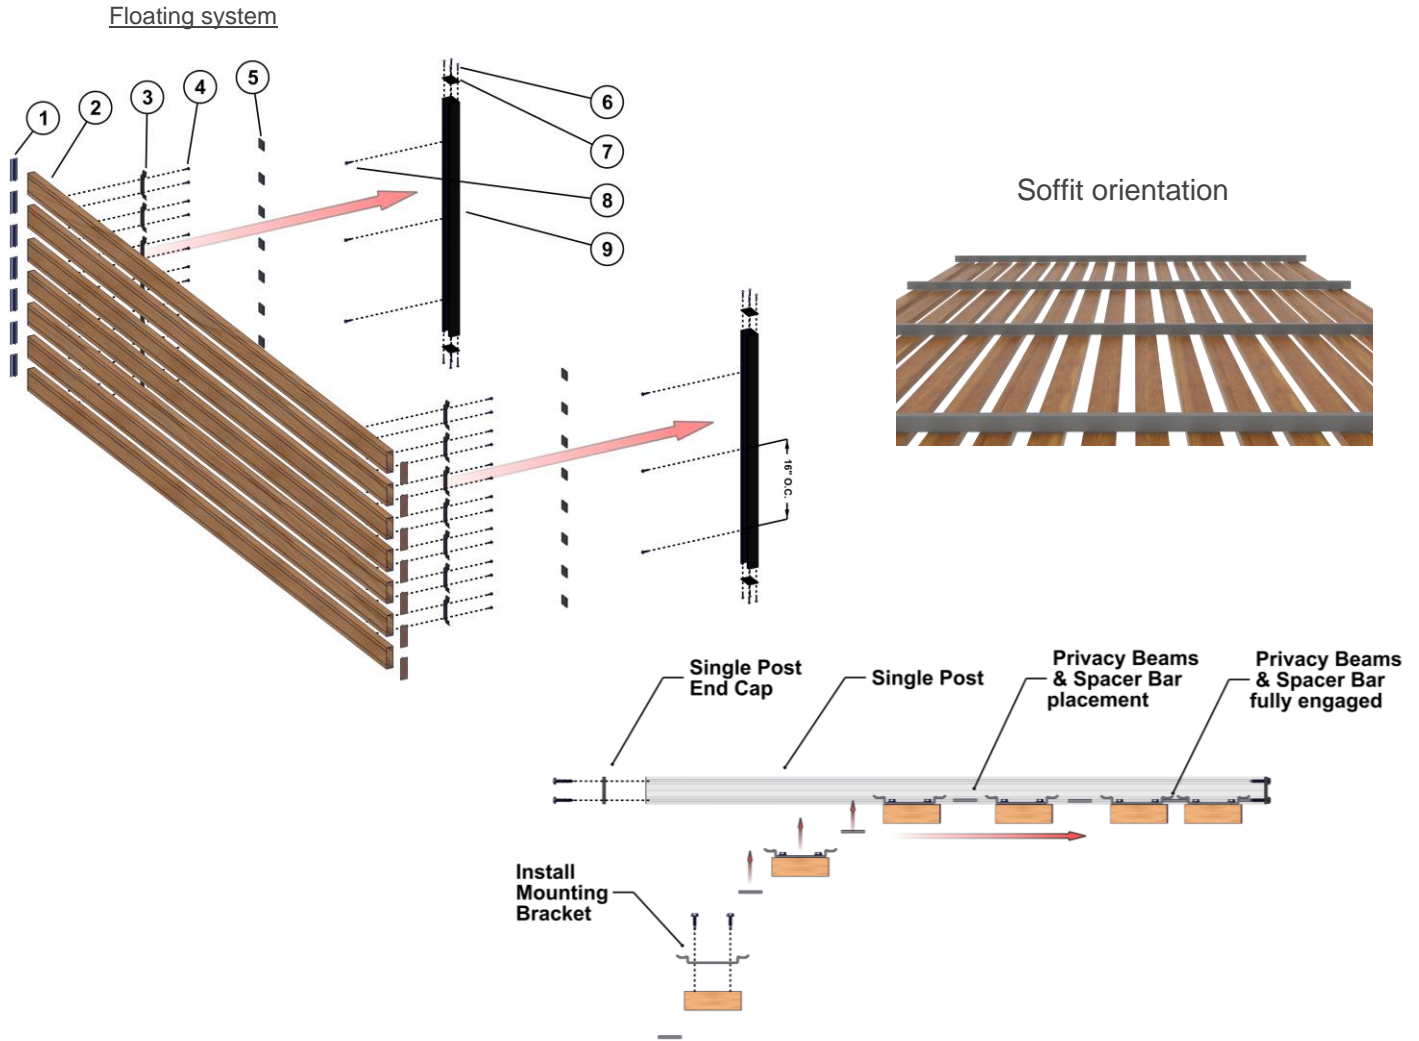 Floating system
1
2
3
4
5
6
7
8
9
16" O.C.
Soffit orientation
Single Post
End Cap
Single Post
Privacy Beams
& Spacer Bar
placement
Privacy Beams
& Spacer Bar
fully engaged
Install
Mounting
Bracket